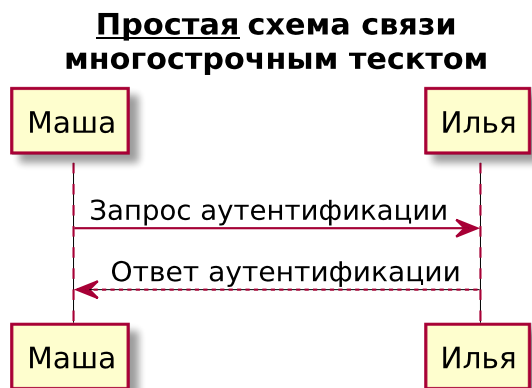 Простая схема связи
многострочным тесктом
Маша
Илья
Запрос аутентификации
Ответ аутентификации
Маша
Илья